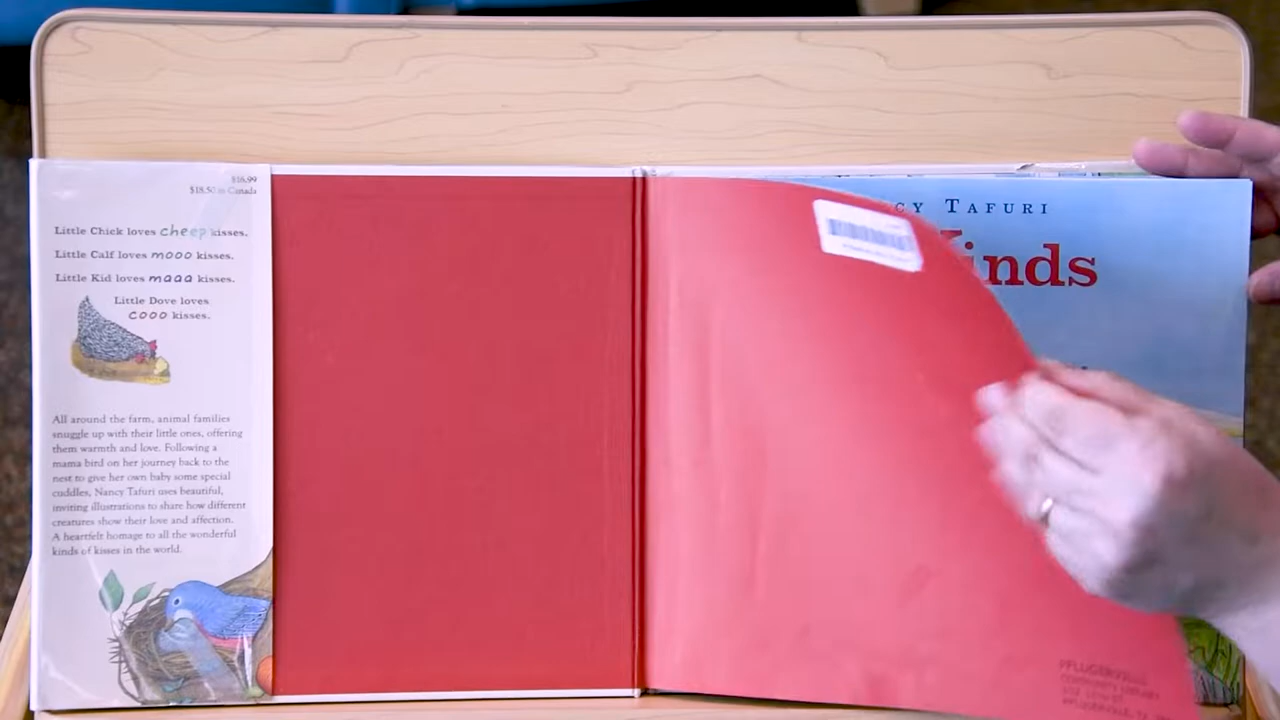 $16.99
$18.50 in Canada
Little Chick loves cheep kisses.
Little Calf loves mooo kisses.
Little Kid loves maaa kisses.
Little Dove loves
cooo kisses.
All around the farm, animal families
snuggle up with their little ones, offering
them warmth and love. Following a
mama bird on her journey back to the
nest to give her own baby some special
cuddles, Nancy Tafuri uses beautiful,
inviting illustrations to share how different
creatures show their love and affection.
A heartfelt homage to all the wonderful
kinds of kisses in the world.
CY TAFURI
Kinds
PFLUGERVILLE
COMMUNITY LIBRARY